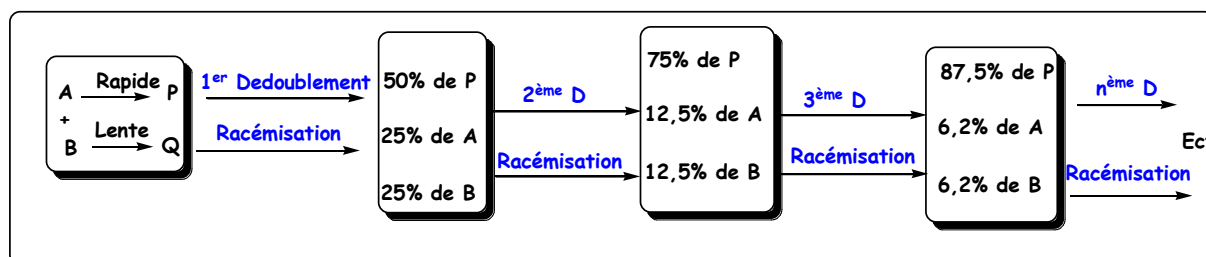 A Rapide P
+
B Lente Q
1er Dedoublement
Racémisation
50% de P
25% de A
25% de B
2ème D
Racémisation
75% de P
12,5% de A
12,5% de B
3ème D
Racémisation
87,5% de P
6,2% de A
6,2% de B
nème D
Racémisation
Ect